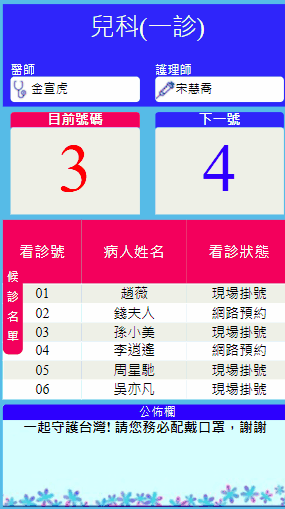 兒科(一診)
醫師 護理師
金宣虎 宋慧喬
目前號碼 下一號
3 4
看診號 病人姓名 看診狀態
候診名單
01 趙薇 現場掛號
02 錢夫人 網路預約
03 孫小美 現場掛號
04 李逍遙 網路預約
05 周星馳 現場掛號
06 吳亦凡 現場掛號
公佈欄
一起守護台灣! 請您務必配戴口罩，謝謝